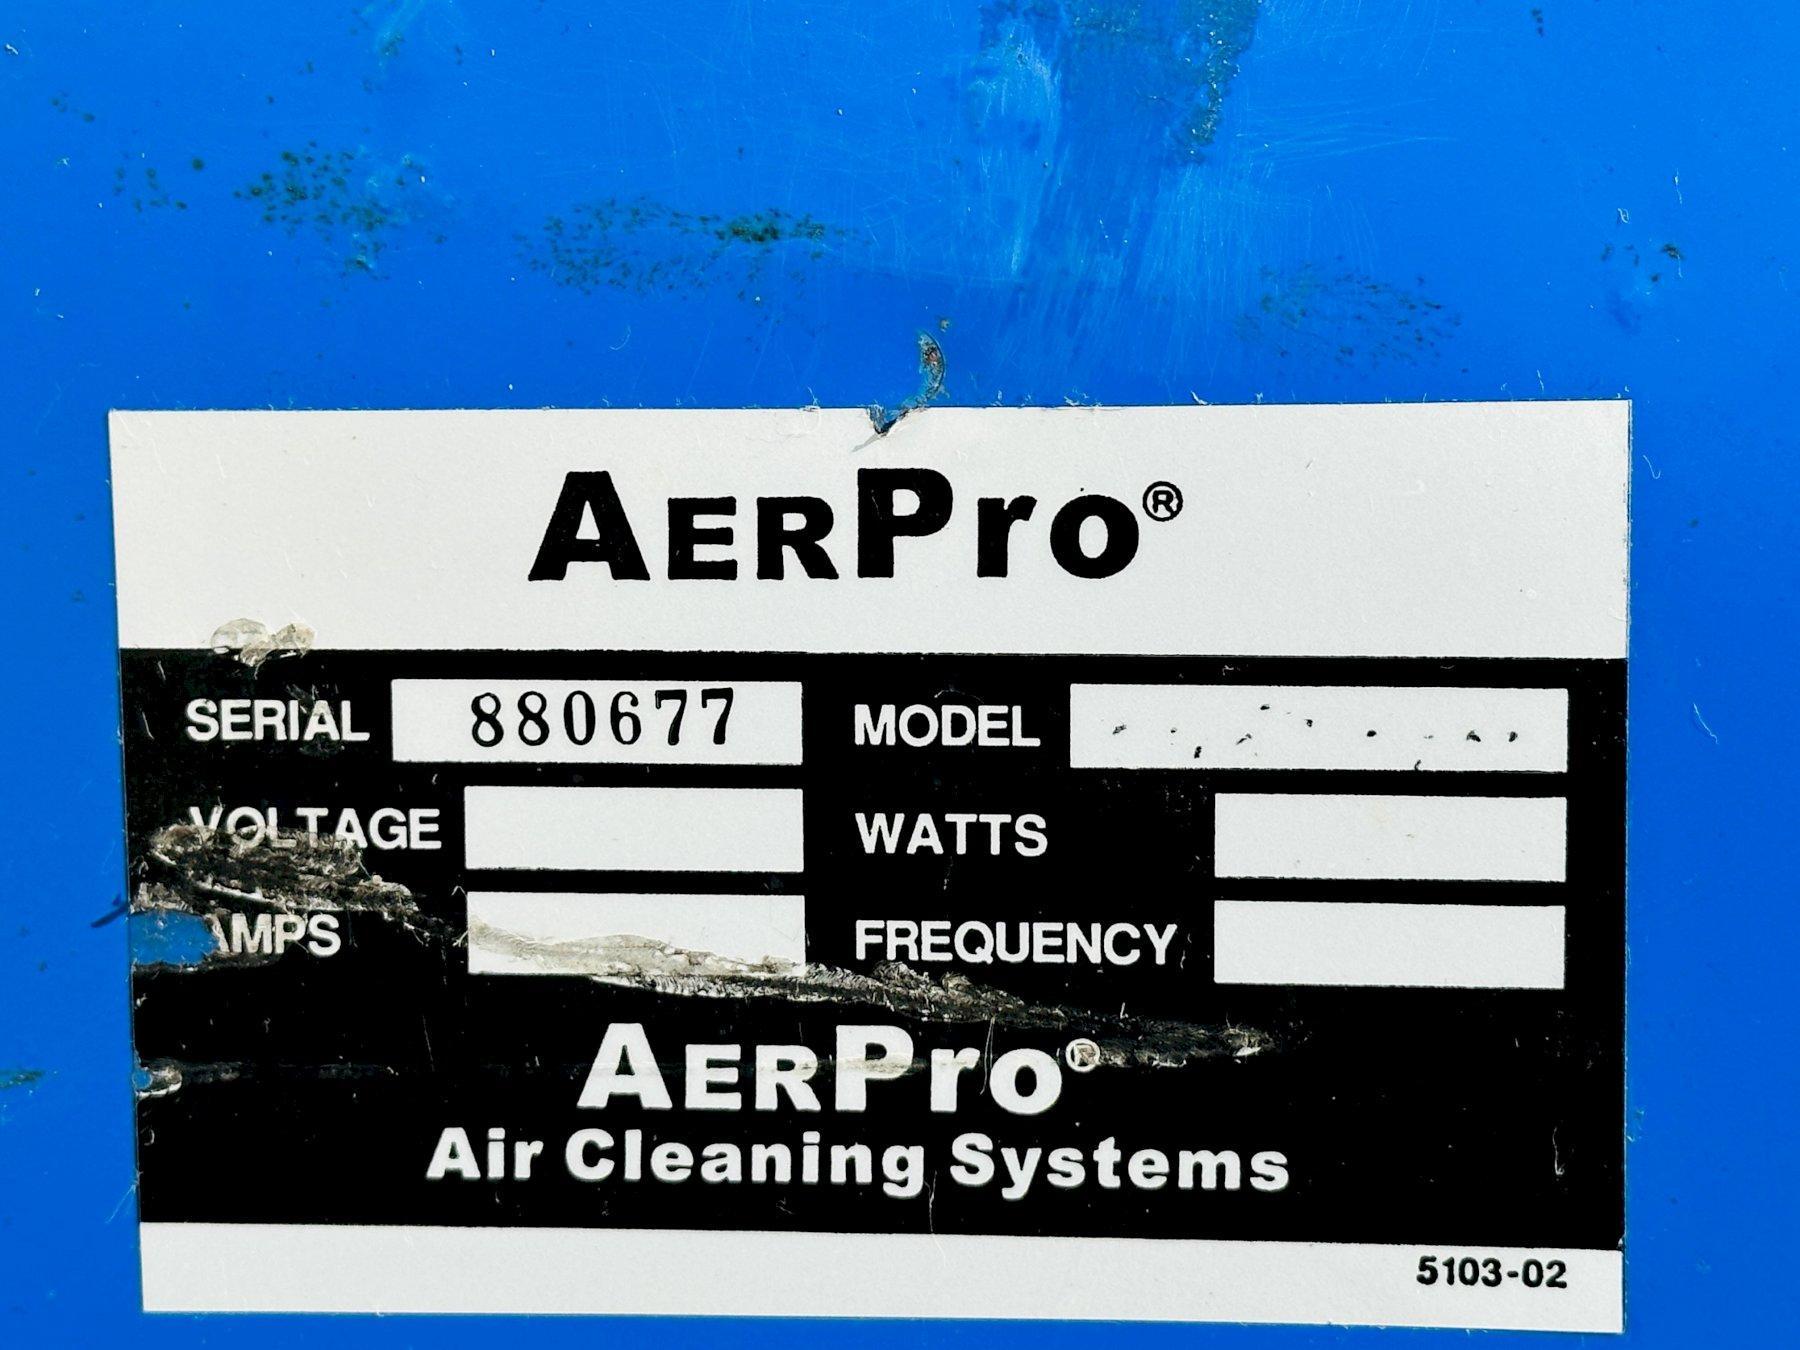 AERPro®
SERIAL 880677 MODEL
VOLTAGE WATTS
AMPS FREQUENCY
AERPro®
Air Cleaning Systems
5103-02